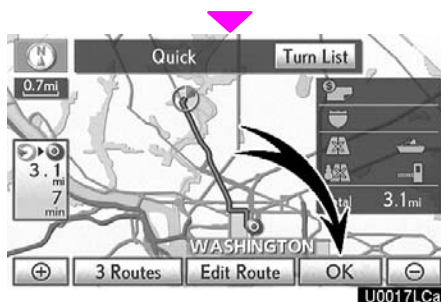 N
Quick
Turn List
0.7mi
S
3.1
mi
7
min
Total 3.1mi
WASHINGTON
3 Routes Edit Route OK
U0017LCa